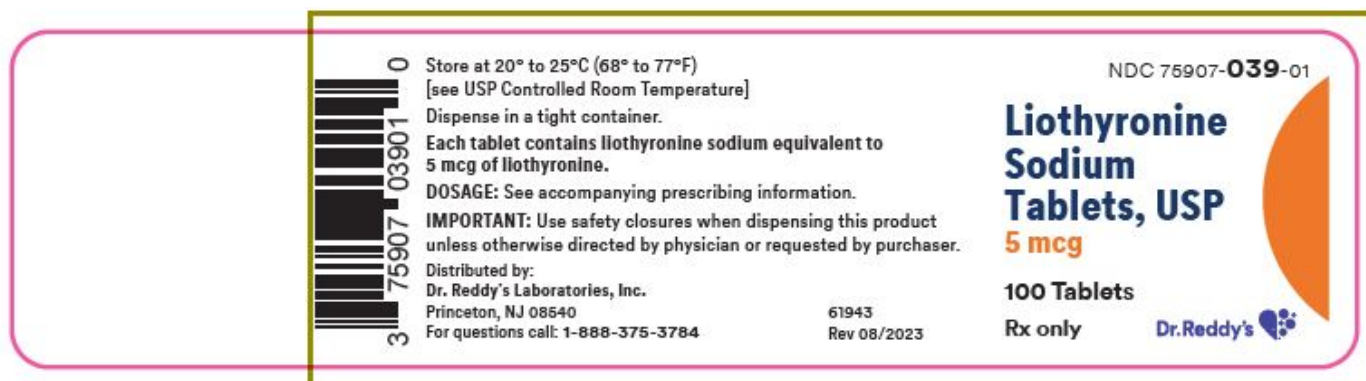 3 75907 03901 0
Store at 20° to 25°C (68° to 77°F)
[see USP Controlled Room Temperature]
Dispense in a tight container.
Each tablet contains liothyronine sodium equivalent to
5 mcg of liothyronine.
DOSAGE: See accompanying prescribing information.
IMPORTANT: Use safety closures when dispensing this product
unless otherwise directed by physician or requested by purchaser.
Distributed by:
Dr. Reddy's Laboratories, Inc.
Princeton, NJ 08540
For questions call: 1-888-375-3784
61943
Rev 08/2023
NDC 75907-039-01
Liothyronine
Sodium
Tablets, USP
5 mcg
100 Tablets
Rx only
Dr.Reddy's